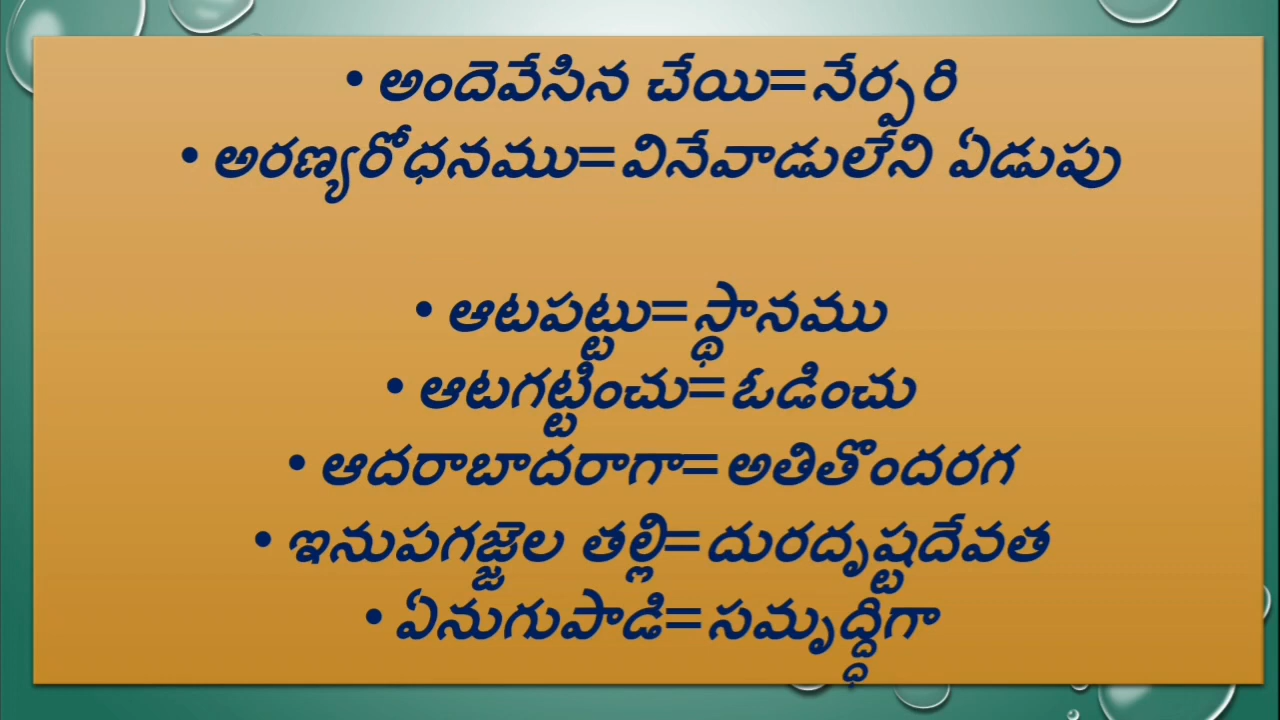 • అందెవేసిన చేయి=నేర్పరి
• అరణ్యరోధనము=వినేవాడులేని ఏడుపు
• ఆటపట్టు=స్థానము
• ఆటగట్టించు=ఓడించు
• ఆదరాబాదరాగా=అతితొందరగ
• ఇనుపగజ్జెల తల్లి=దురదృష్టదేవత
• ఏనుగుపాడి=సమృద్ధిగా